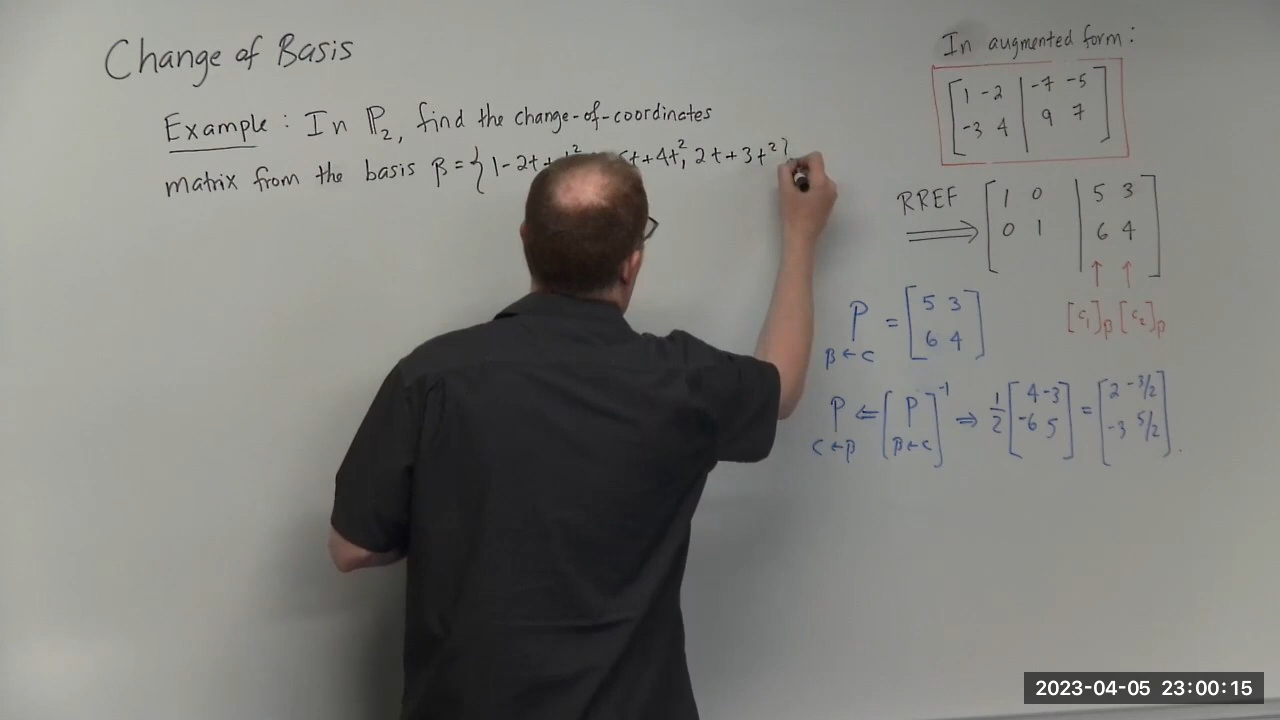 Change of Basis
Example: In P₂, find the change-of-coordinates
matrix from the basis β = { 1-2t+ t+4t², 2t+3t² }
In augmented form:
[ 1 -2 | -7 -5
-3 4 | 9 7 ]
RREF ⟹ [ 1 0 | 5 3
0 1 | 6 4 ]
↑ ↑
[c₁]β [c₂]β
P = [ 5 3
β←C 6 4 ]
P ⇐ [ P ]⁻¹ ⇒ 1/2 [ 4 -3 = [ 2 -3/2
C←β β←C -6 5 ] -3 5/2 ].
2023-04-05 23:00:15